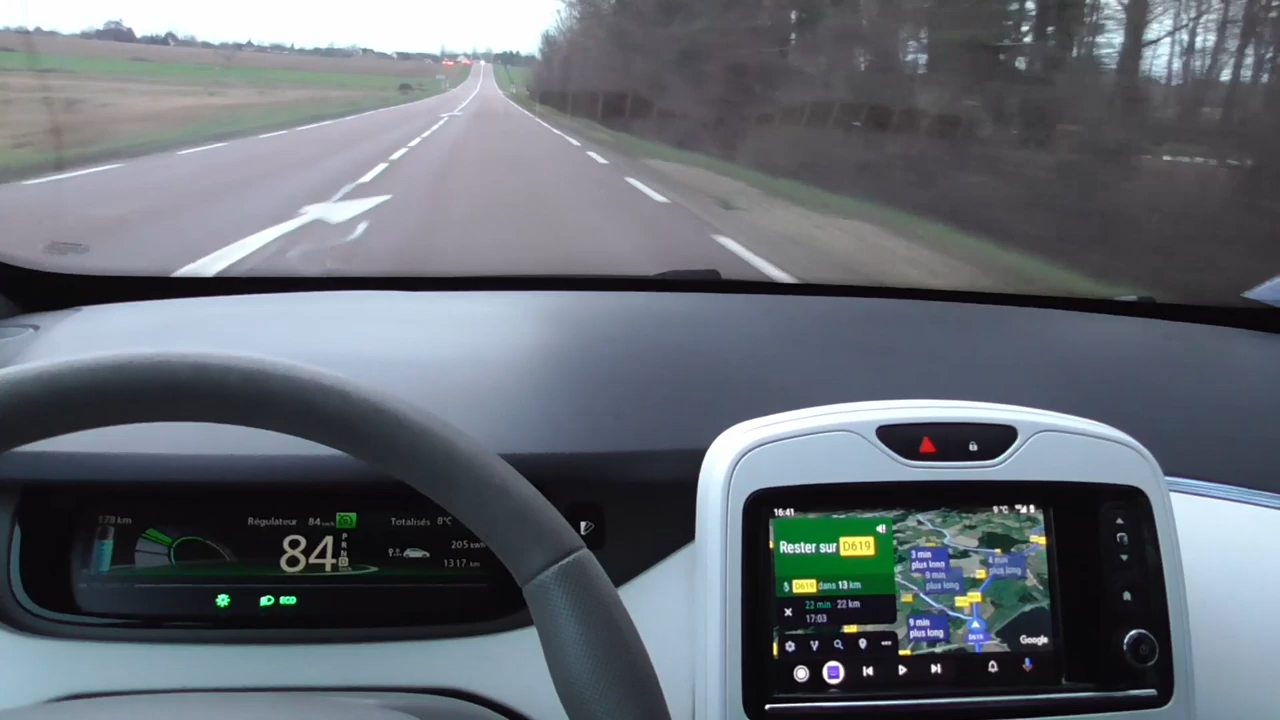 178 km
Régulateur 84 km/h
Totalisés 8°C
84
P
R
N
D
205 km
1317 km
ECO
16:41
9 °C
Rester sur D619
D619 dans 13 km
22 min · 22 km
17:03
3 min
plus long
9 min
plus long
4 min
plus long
9 min
plus long
D619
Google